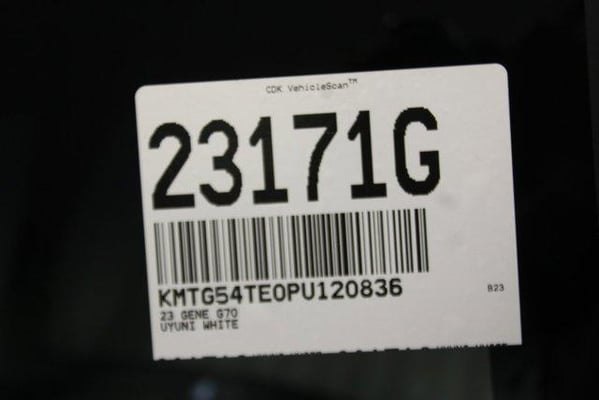 CDK VehicleScan™
23171G
KMTG54TE0PU120836
23 GENE G70
UYUNI WHITE
B23